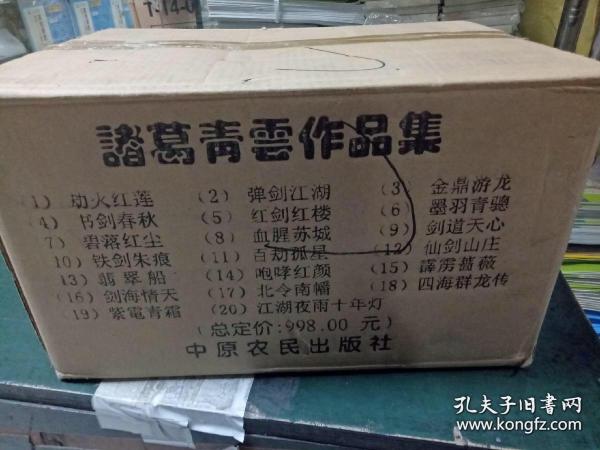 T-14-0
諸葛青雲作品集
(1) 劫火红莲 (2) 弹剑江湖 (3) 金鼎游龙
(4) 书剑春秋 (5) 红剑红楼 (6) 墨羽青骢
7) 碧落红尘 (8) 血腥苏城 (9) 剑道天心
10) 铁剑朱痕 (11) 百劫孤星 (12) 仙剑山庄
(13) 翡翠船 (14) 咆哮红颜 (15) 霹雳蔷薇
(16) 剑海情天 (17) 北令南幡 (18) 四海群龙传
(19) 紫電青霜 (20) 江湖夜雨十年灯
(总定价:998.00 元)
中原农民出版社
孔夫子旧書网
www.kongfz.com